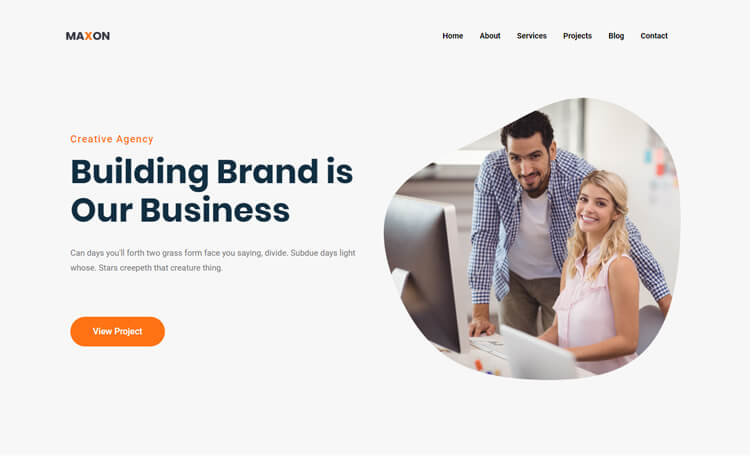 MAXON
Home About Services Projects Blog Contact
Creative Agency
Building Brand is
Our Business
Can days you'll forth two grass form face you saying, divide. Subdue days light
whose. Stars creepeth that creature thing.
View Project